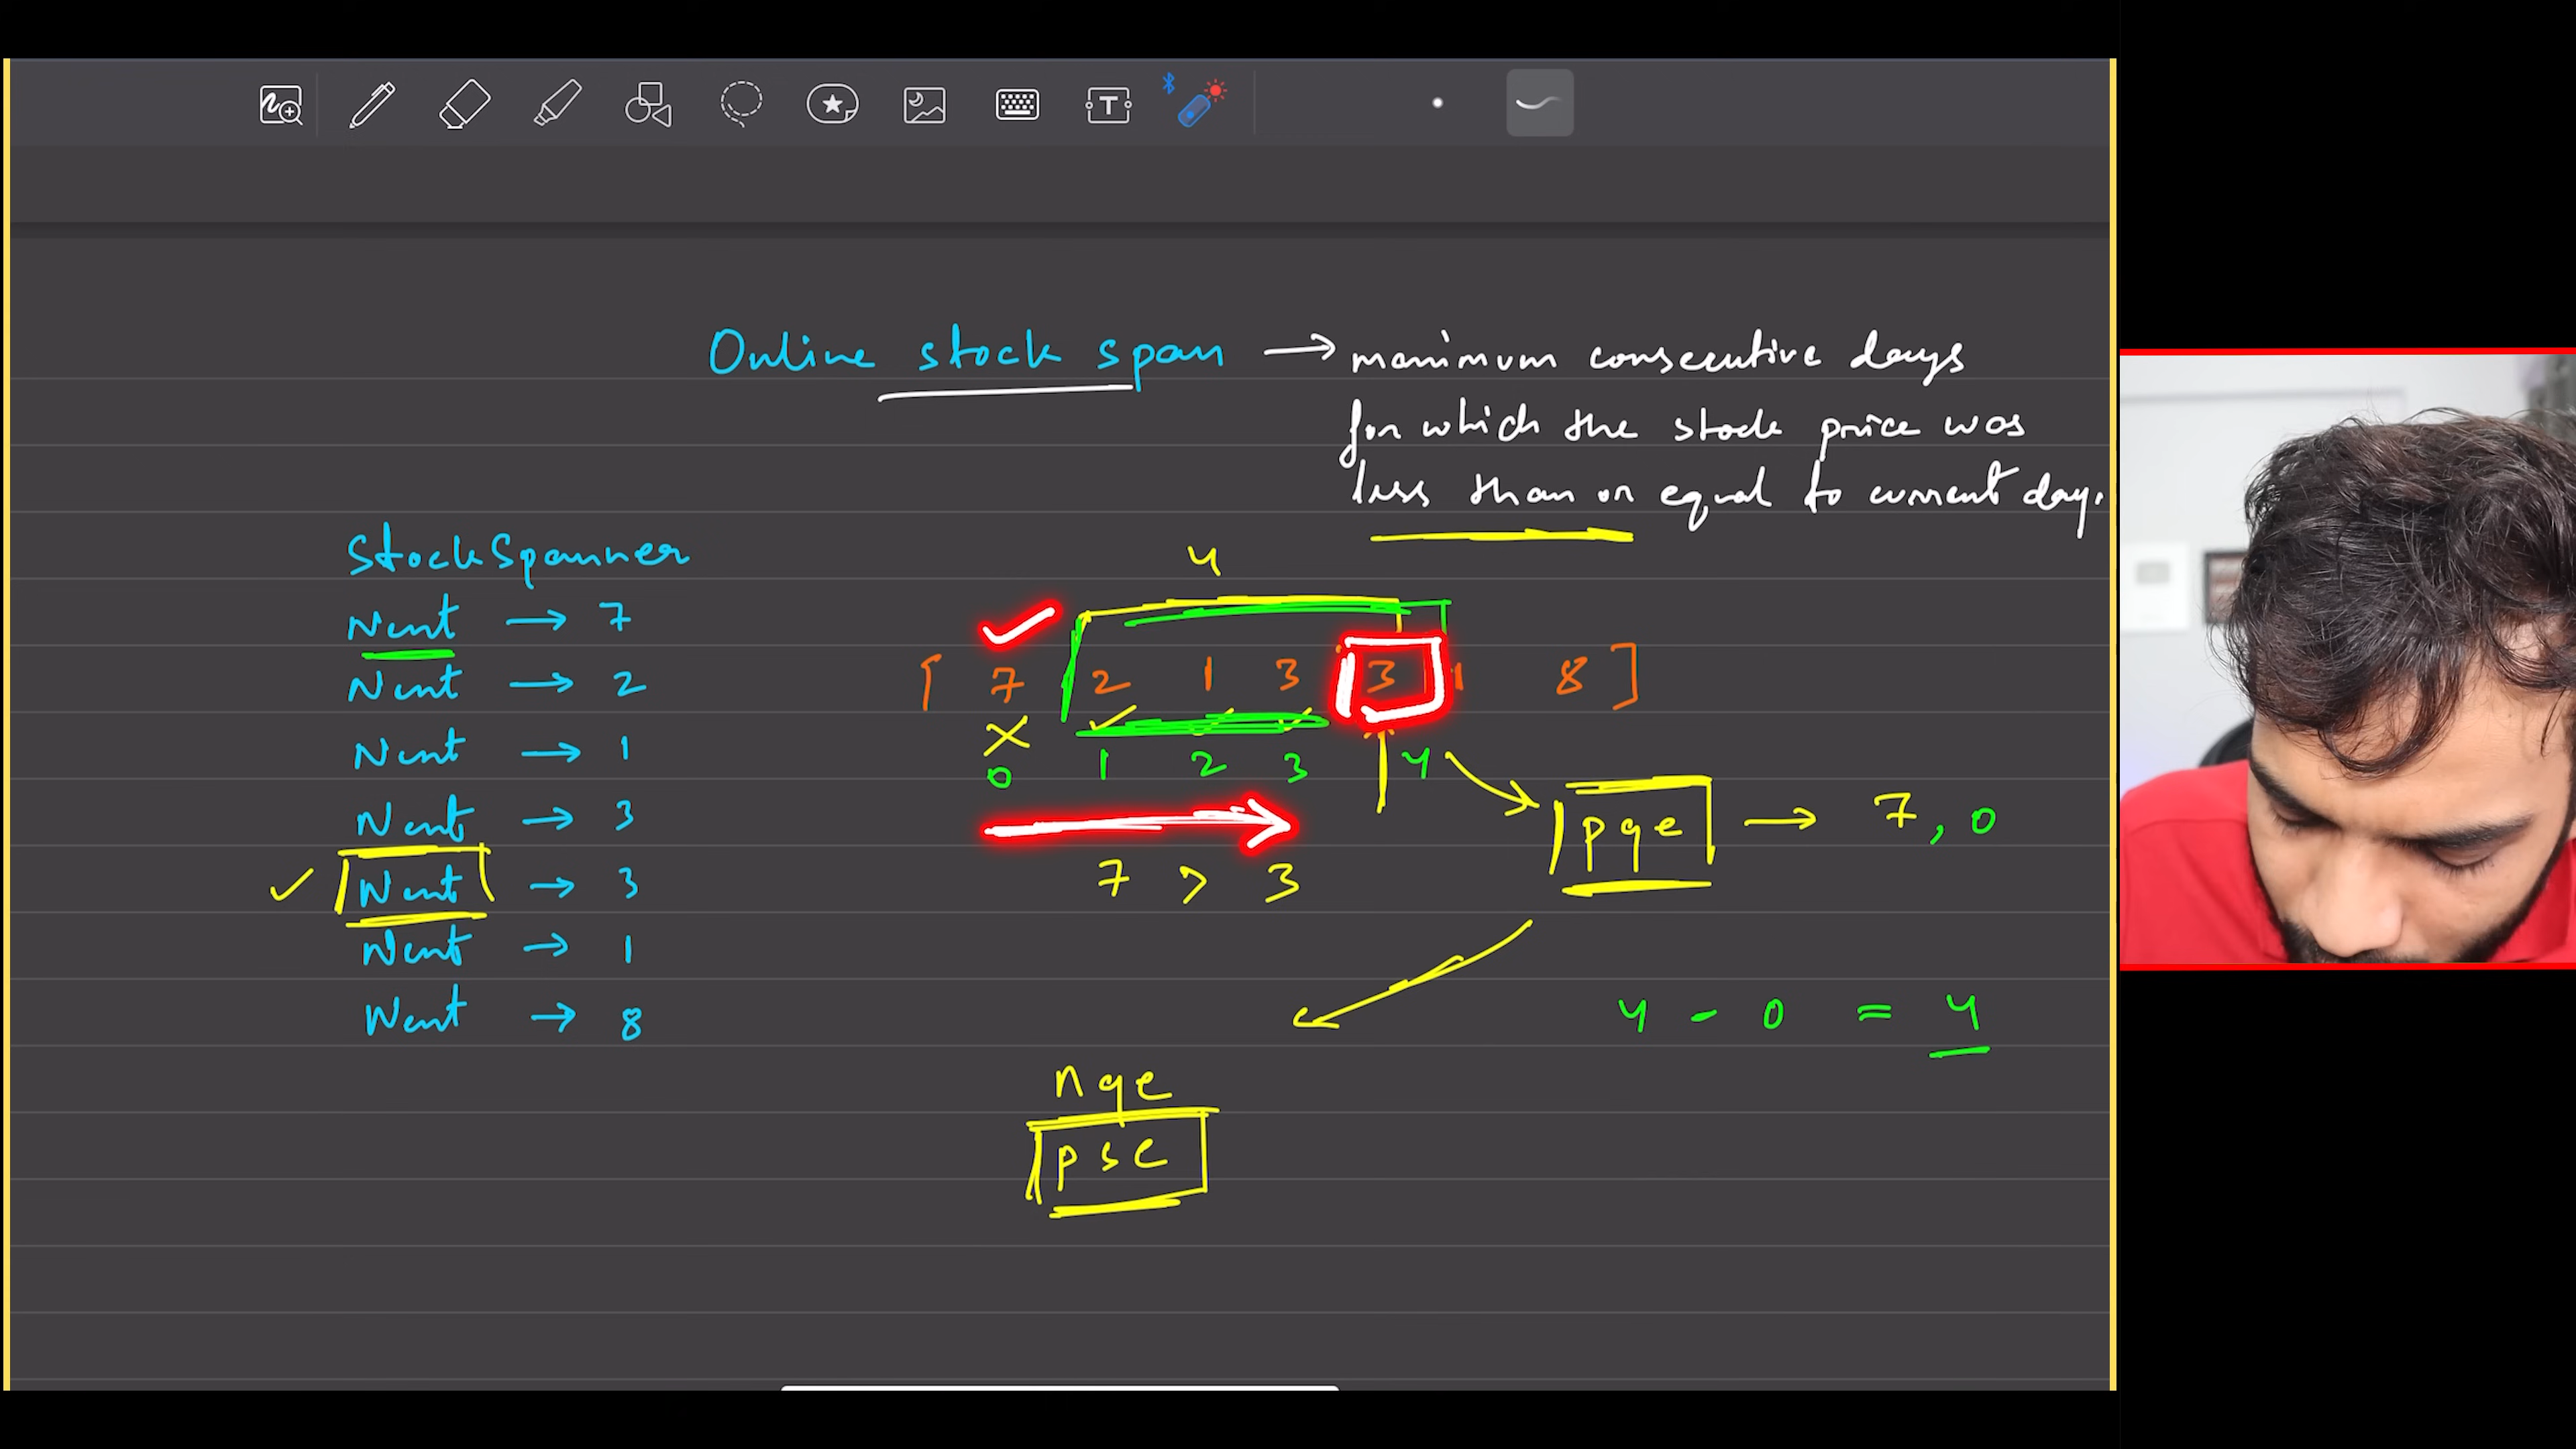 Online stock span → maximum consecutive days
for which the stock price was
less than or equal to current day.
StockSpanner
Next → 7
Next → 2
Next → 1
Next → 3
Next → 3
Next → 1
Next → 8
4
[ 7 2 1 3 3 1 8 ]
0 1 2 3 4
7 > 3
pge → 7, 0
4 - 0 = 4
nge
pse